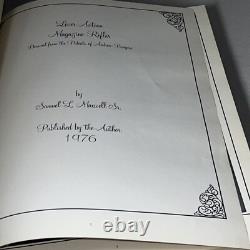 Lever Action
Magazine Rifles
Derived from the Patents of Andrew Burgess
by
Samuel L. Maxwell Sr.
Published by the Author
1976